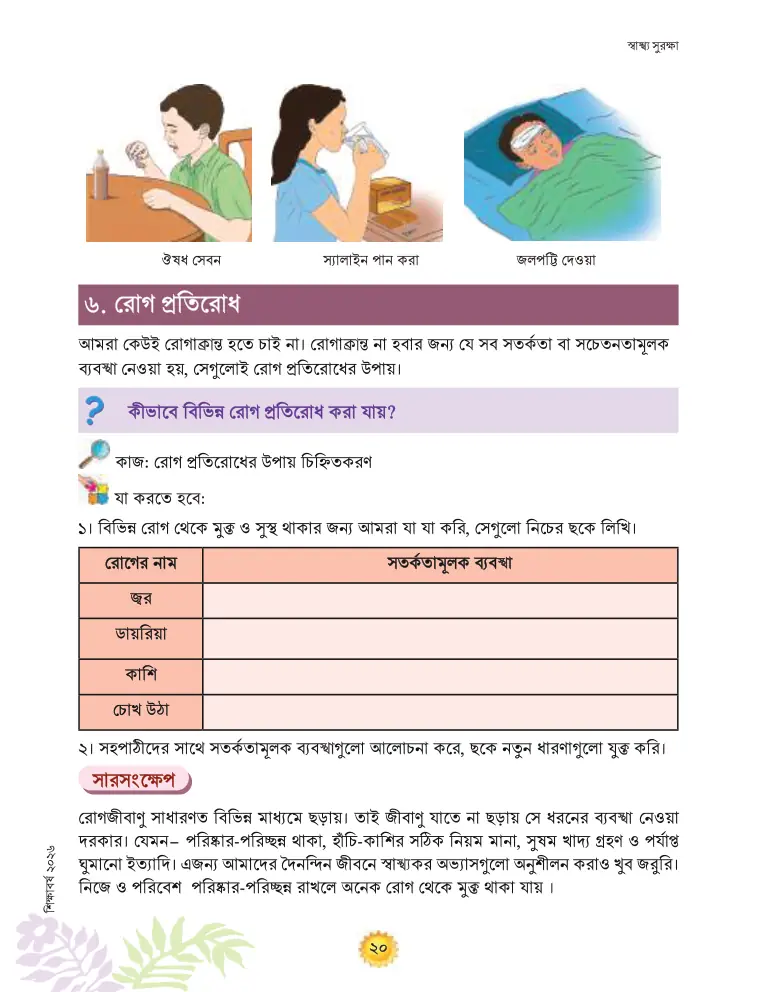 স্বাস্থ্য সুরক্ষা
ঔষধ সেবন
স্যালাইন পান করা
জলপট্টি দেওয়া
৬. রোগ প্রতিরোধ
আমরা কেউই রোগাক্রান্ত হতে চাই না। রোগাক্রান্ত না হবার জন্য যে সব সতর্কতা বা সচেতনতামূলক
ব্যবস্থা নেওয়া হয়, সেগুলোই রোগ প্রতিরোধের উপায়।
? কীভাবে বিভিন্ন রোগ প্রতিরোধ করা যায়?
কাজ: রোগ প্রতিরোধের উপায় চিহ্নিতকরণ
যা করতে হবে:
১। বিভিন্ন রোগ থেকে মুক্ত ও সুস্থ থাকার জন্য আমরা যা যা করি, সেগুলো নিচের ছকে লিখি।
রোগের নাম সতর্কতামূলক ব্যবস্থা
জ্বর
ডায়রিয়া
কাশি
চোখ উঠা
২। সহপাঠীদের সাথে সতর্কতামূলক ব্যবস্থাগুলো আলোচনা করে, ছকে নতুন ধারণাগুলো যুক্ত করি।
সারসংক্ষেপ
রোগজীবাণু সাধারণত বিভিন্ন মাধ্যমে ছড়ায়। তাই জীবাণু যাতে না ছড়ায় সে ধরনের ব্যবস্থা নেওয়া
দরকার। যেমন– পরিষ্কার-পরিচ্ছন্ন থাকা, হাঁচি-কাশির সঠিক নিয়ম মানা, সুষম খাদ্য গ্রহণ ও পর্যাপ্ত
ঘুমানো ইত্যাদি। এজন্য আমাদের দৈনন্দিন জীবনে স্বাস্থ্যকর অভ্যাসগুলো অনুশীলন করাও খুব জরুরি।
নিজে ও পরিবেশ পরিষ্কার-পরিচ্ছন্ন রাখলে অনেক রোগ থেকে মুক্ত থাকা যায় ।
শিক্ষাবর্ষ ২০২৬
২০